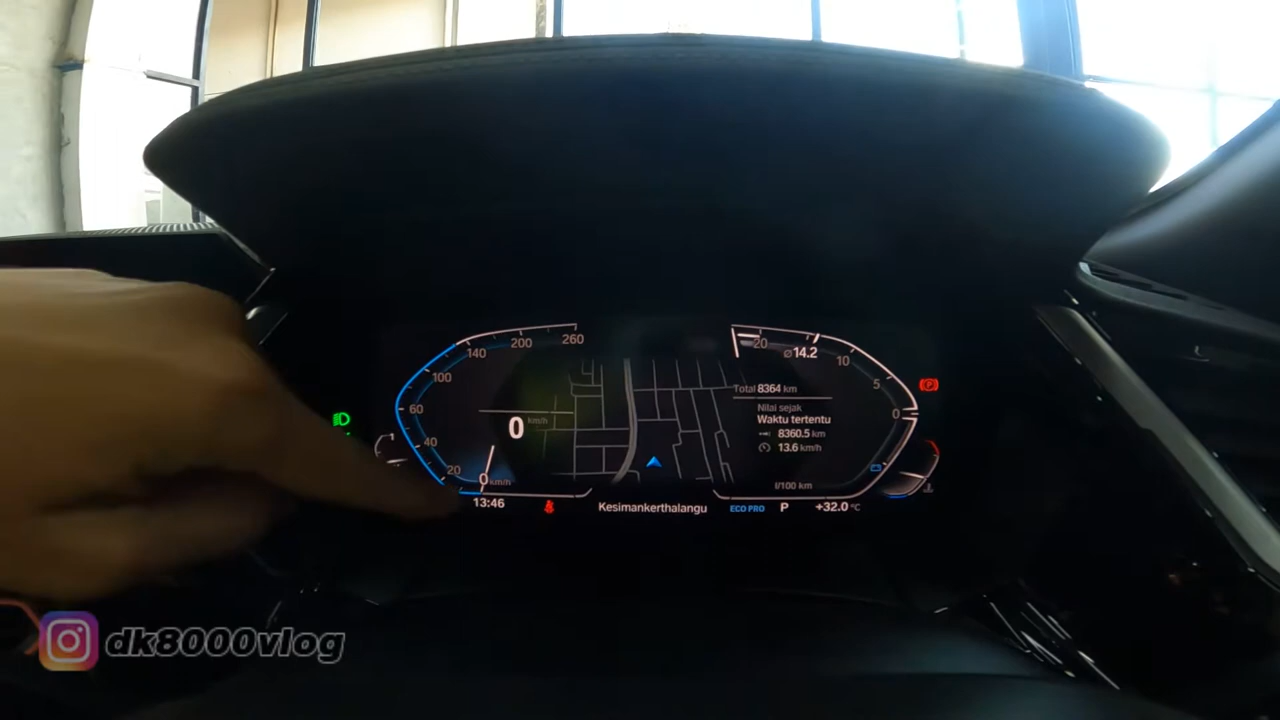 260
200
140
100
60
40
20
0 km/h
0 km/h
20
⌀14.2
10
5
0
Total 8364 km
Nilai sejak
Waktu tertentu
8360.5 km
13.6 km/h
l/100 km
13:46
Kesimankerthalangu
ECO PRO
P
+32.0 °C
dk8000vlog